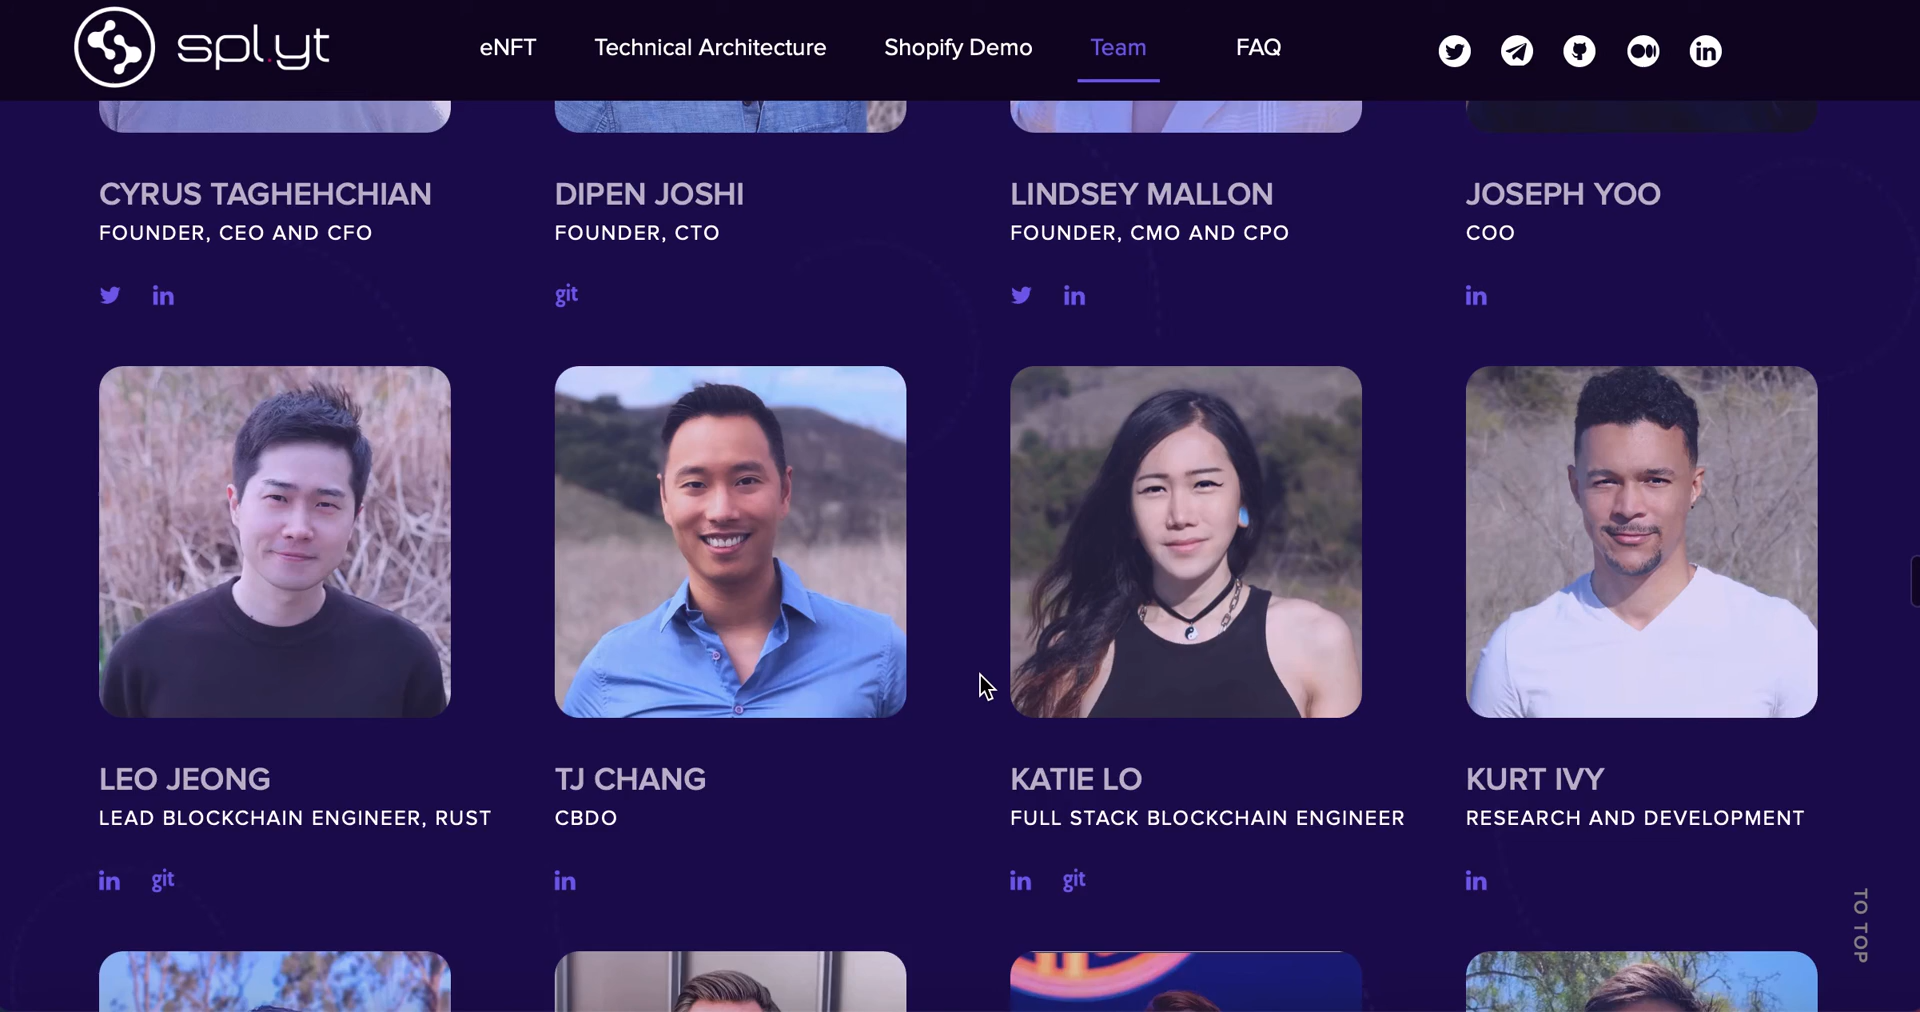 spl.yt
eNFT
Technical Architecture
Shopify Demo
Team
FAQ
in
CYRUS TAGHEHCHIAN
FOUNDER, CEO AND CFO
in
DIPEN JOSHI
FOUNDER, CTO
git
LINDSEY MALLON
FOUNDER, CMO AND CPO
in
JOSEPH YOO
COO
in
LEO JEONG
LEAD BLOCKCHAIN ENGINEER, RUST
in git
TJ CHANG
CBDO
in
KATIE LO
FULL STACK BLOCKCHAIN ENGINEER
in git
KURT IVY
RESEARCH AND DEVELOPMENT
in
TO TOP